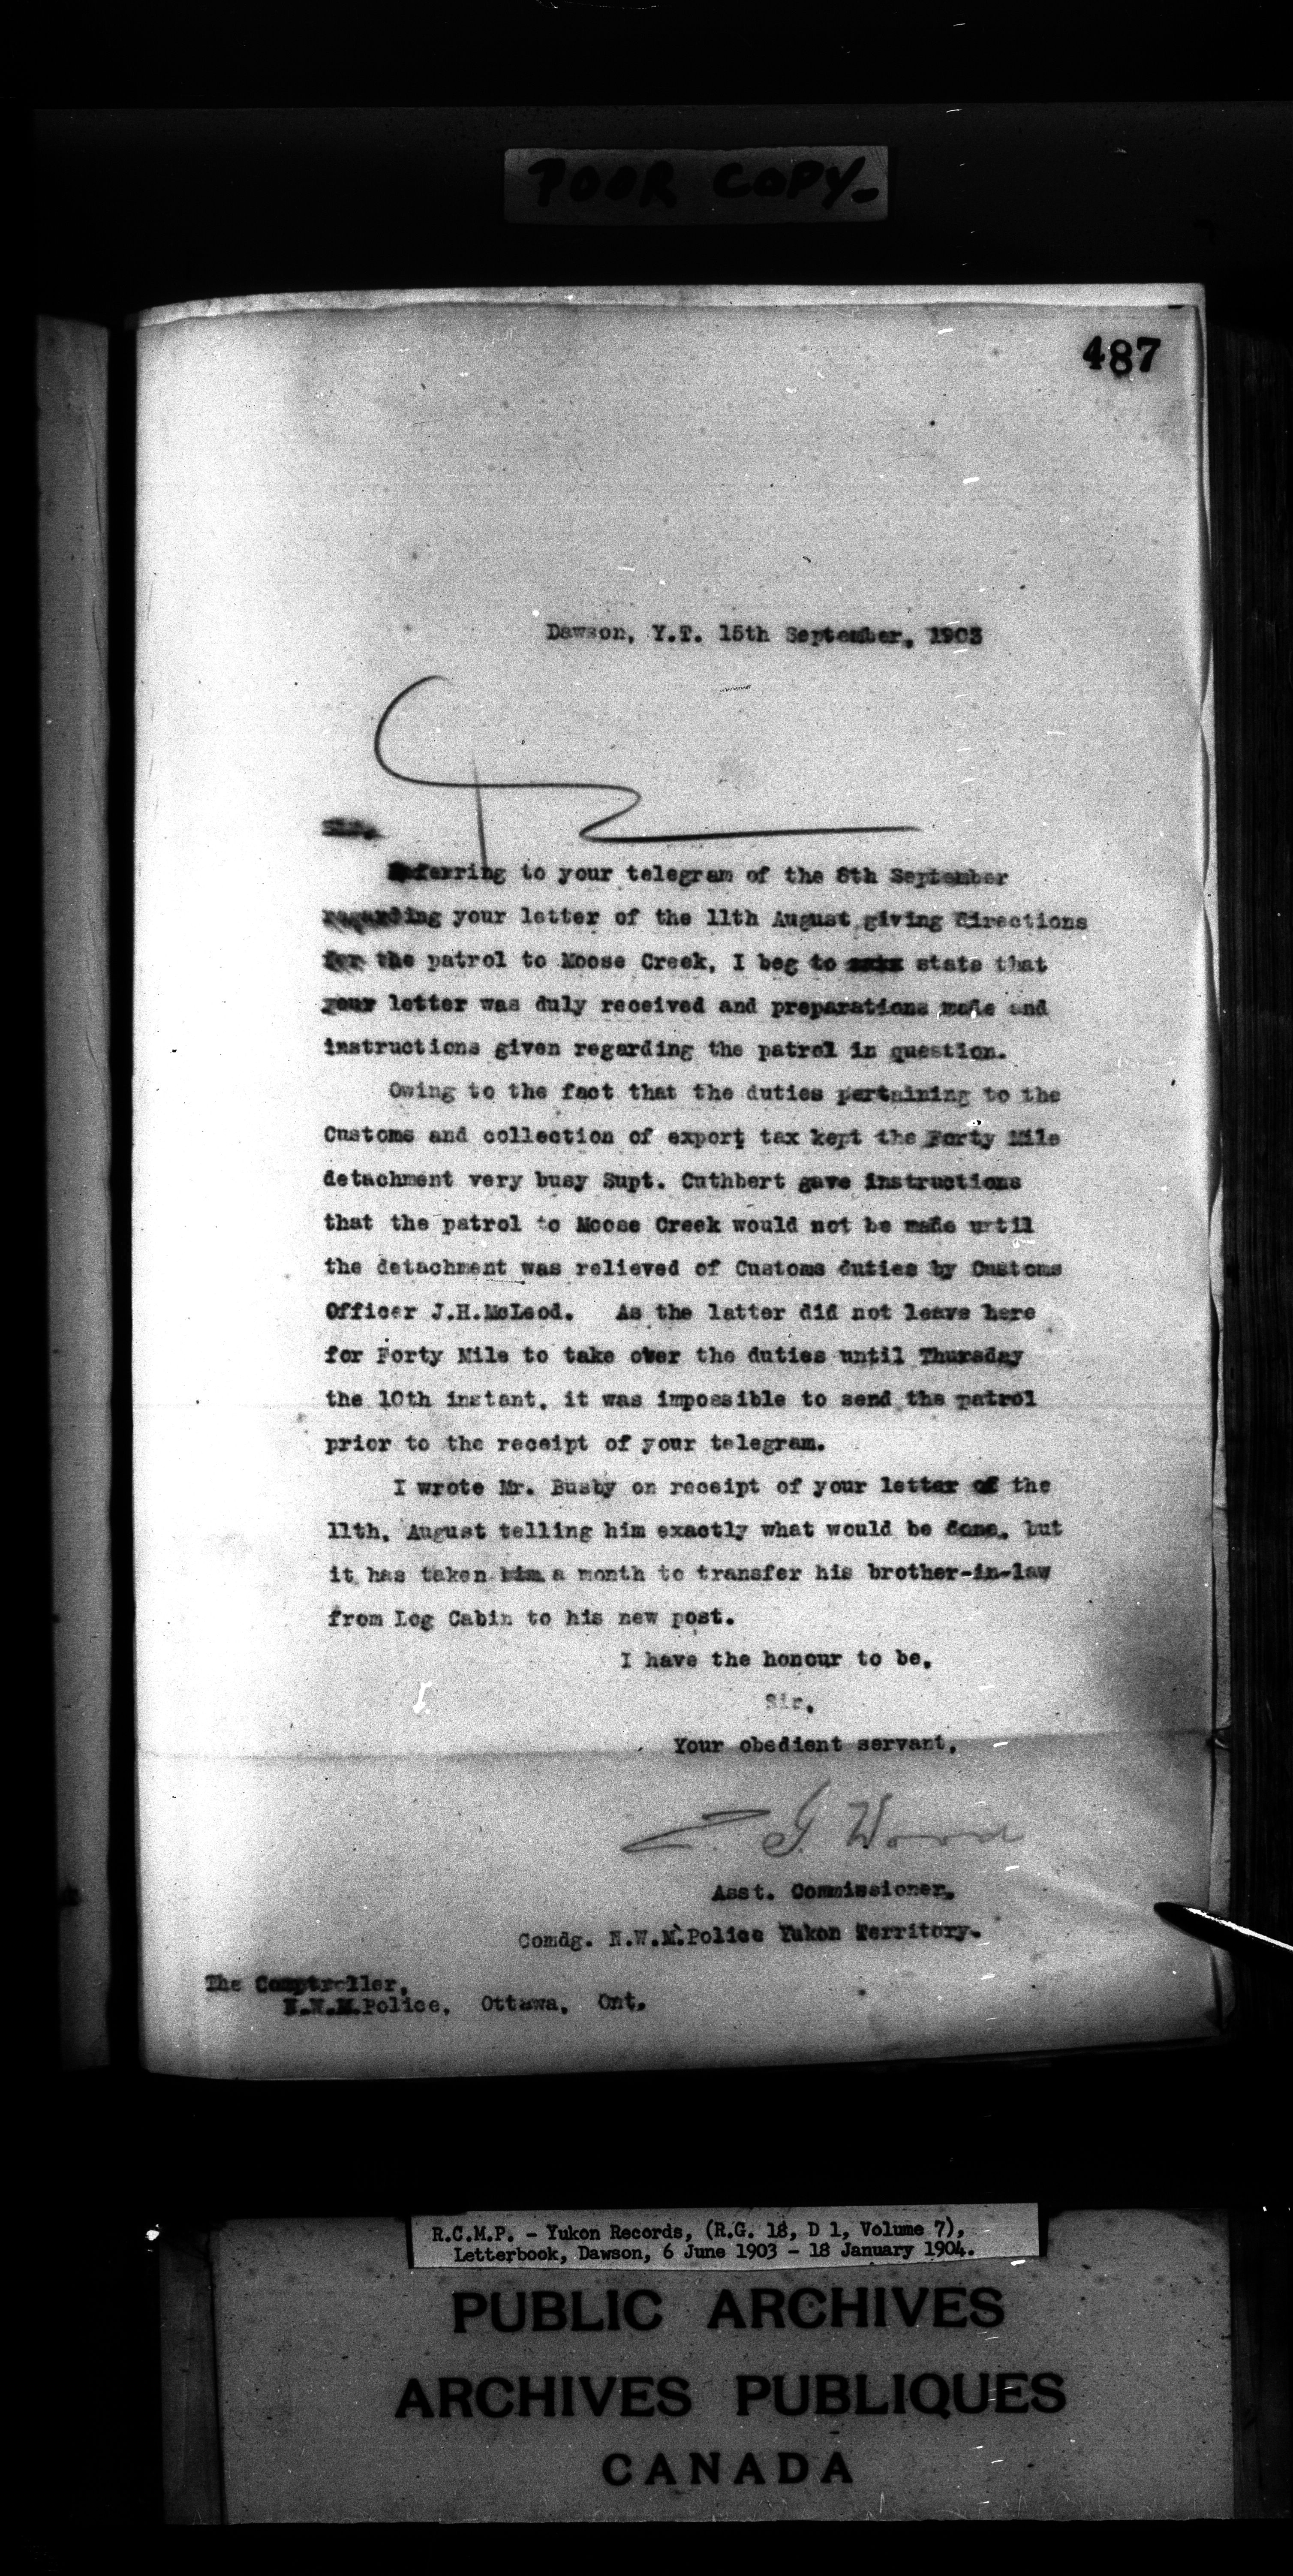 POOR COPY-
487
Dawson, Y.T. 15th September, 1903
Sir,
Referring to your telegram of the 8th September
regarding your letter of the 11th August giving directions
for the patrol to Moose Creek, I beg to state that
your letter was duly received and preparations made and
instructions given regarding the patrol in question.
Owing to the fact that the duties pertaining to the
Customs and collection of export tax kept the Forty Mile
detachment very busy Supt. Cuthbert gave instructions
that the patrol to Moose Creek would not be made until
the detachment was relieved of Customs duties by Customs
Officer J.H.McLeod. As the latter did not leave here
for Forty Mile to take over the duties until Thursday
the 10th instant, it was impossible to send the patrol
prior to the receipt of your telegram.
I wrote Mr. Busby on receipt of your letter of the
11th, August telling him exactly what would be done, but
it has taken him a month to transfer his brother-in-law
from Log Cabin to his new post.
I have the honour to be,
Sir,
Your obedient servant,
Z. T. Wood
Asst. Commissioner,
Comdg. N.W.M.Police Yukon Territory.
The Comptroller,
N.W.M.Police, Ottawa, Ont.
R.C.M.P. - Yukon Records, (R.G. 18, D 1, Volume 7),
Letterbook, Dawson, 6 June 1903 - 18 January 1904.
PUBLIC ARCHIVES
ARCHIVES PUBLIQUES
CANADA